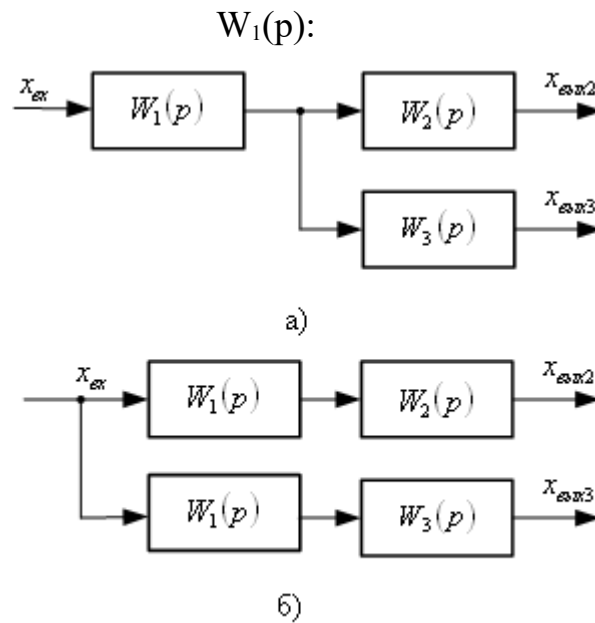 W₁(p):
xвх W₁(p) W₂(p) xвых2
W₃(p) xвых3
а)
xвх W₁(p) W₂(p) xвых2
W₁(p) W₃(p) xвых3
б)